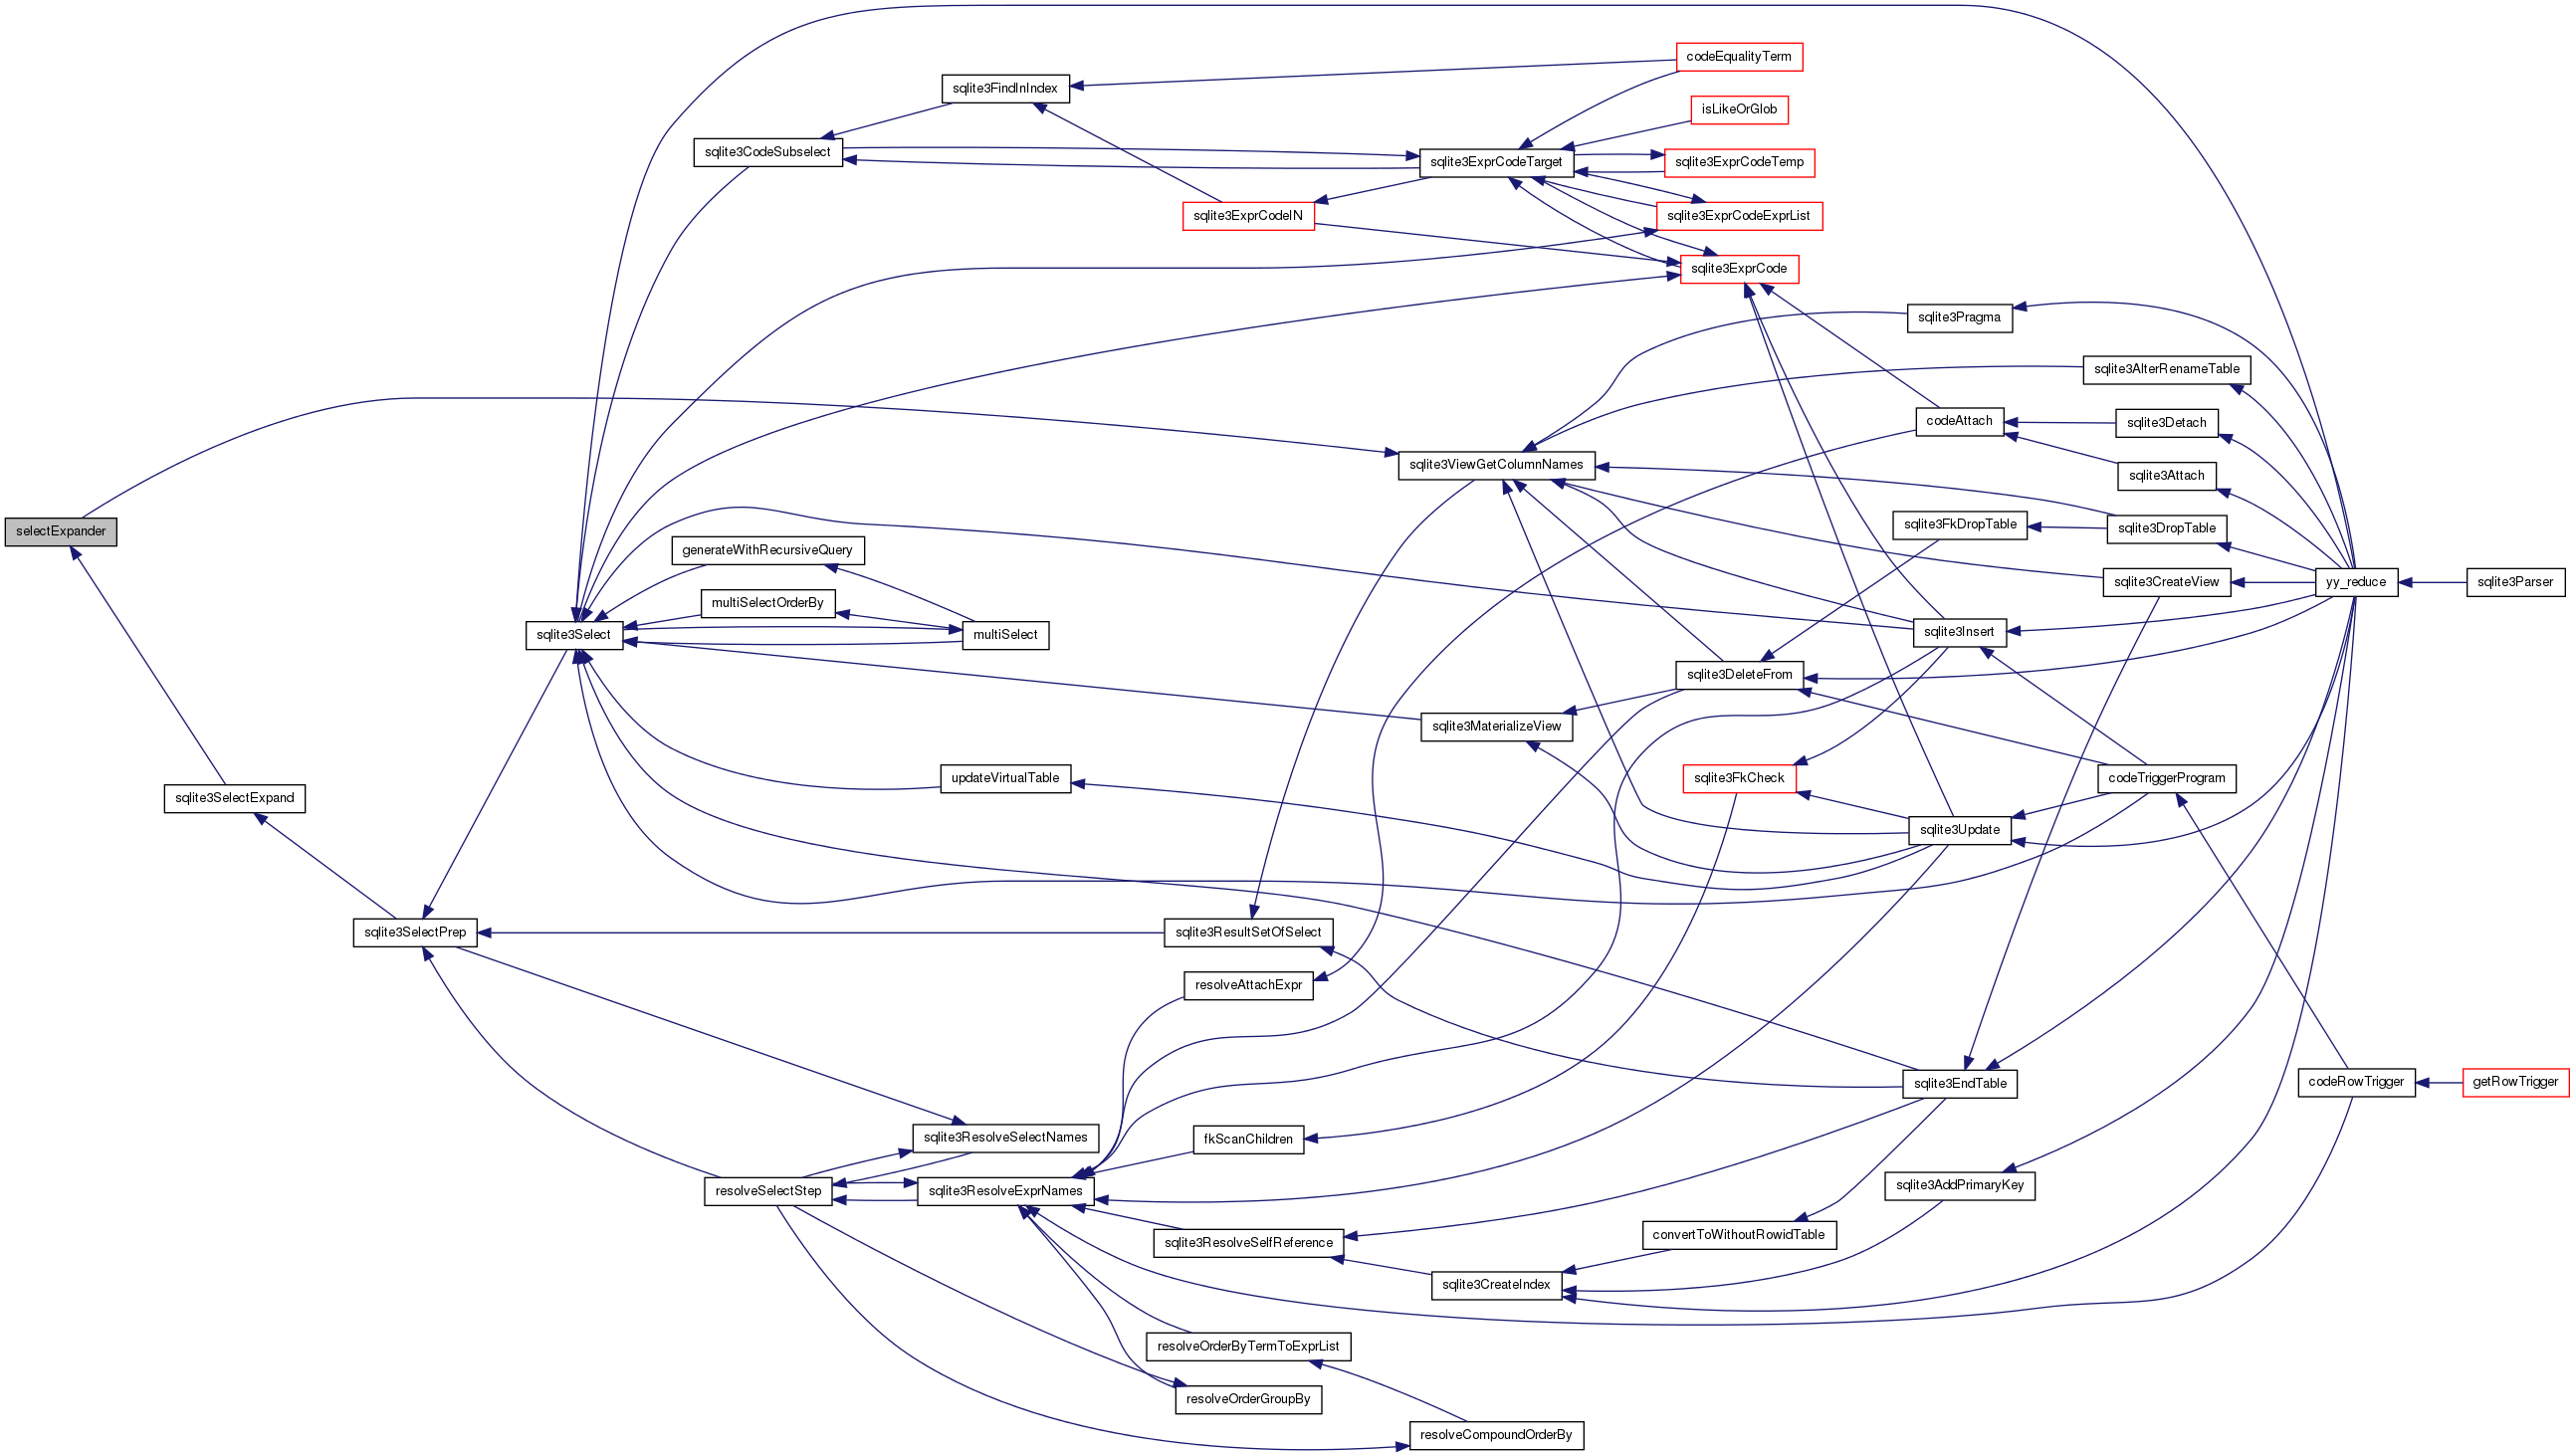 codeEqualityTerm
sqlite3FindInIndex
isLikeOrGlob
sqlite3CodeSubselect
sqlite3ExprCodeTarget
sqlite3ExprCodeTemp
sqlite3ExprCodeIN
sqlite3ExprCodeExprList
sqlite3ExprCode
sqlite3Pragma
sqlite3AlterRenameTable
codeAttach
sqlite3Detach
sqlite3ViewGetColumnNames
sqlite3Attach
selectExpander
sqlite3FkDropTable
sqlite3DropTable
generateWithRecursiveQuery
sqlite3CreateView
yy_reduce
sqlite3Parser
multiSelectOrderBy
sqlite3Select
multiSelect
sqlite3Insert
sqlite3DeleteFrom
sqlite3MaterializeView
updateVirtualTable
sqlite3FkCheck
codeTriggerProgram
sqlite3SelectExpand
sqlite3Update
sqlite3SelectPrep
sqlite3ResultSetOfSelect
resolveAttachExpr
sqlite3EndTable
codeRowTrigger
getRowTrigger
sqlite3ResolveSelectNames
fkScanChildren
resolveSelectStep
sqlite3ResolveExprNames
sqlite3AddPrimaryKey
sqlite3ResolveSelfReference
convertToWithoutRowidTable
sqlite3CreateIndex
resolveOrderByTermToExprList
resolveOrderGroupBy
resolveCompoundOrderBy